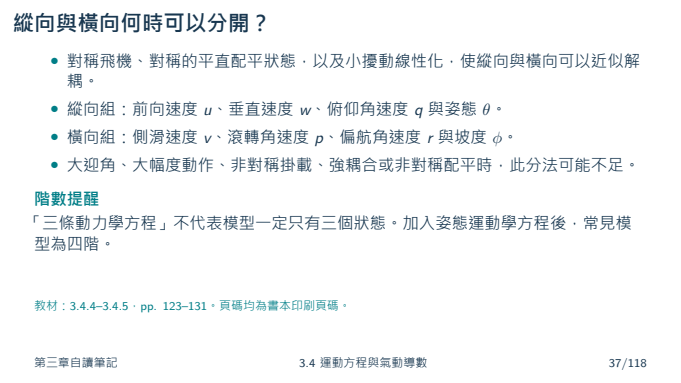 縱向與橫向何時可以分開？
• 對稱飛機、對稱的平直配平狀態，以及小擾動線性化，使縱向與橫向可以近似解
耦。
• 縱向組：前向速度 u、垂直速度 w、俯仰角速度 q 與姿態 θ。
• 橫向組：側滑速度 v、滾轉角速度 p、偏航角速度 r 與坡度 ϕ。
• 大迎角、大幅度動作、非對稱掛載、強耦合或非對稱配平時，此分法可能不足。
階數提醒
「三條動力學方程」不代表模型一定只有三個狀態。加入姿態運動學方程後，常見模
型為四階。
教材：3.4.4–3.4.5，pp. 123–131。頁碼均為書本印刷頁碼。
第三章自讀筆記 3.4 運動方程與氣動導數 37/118